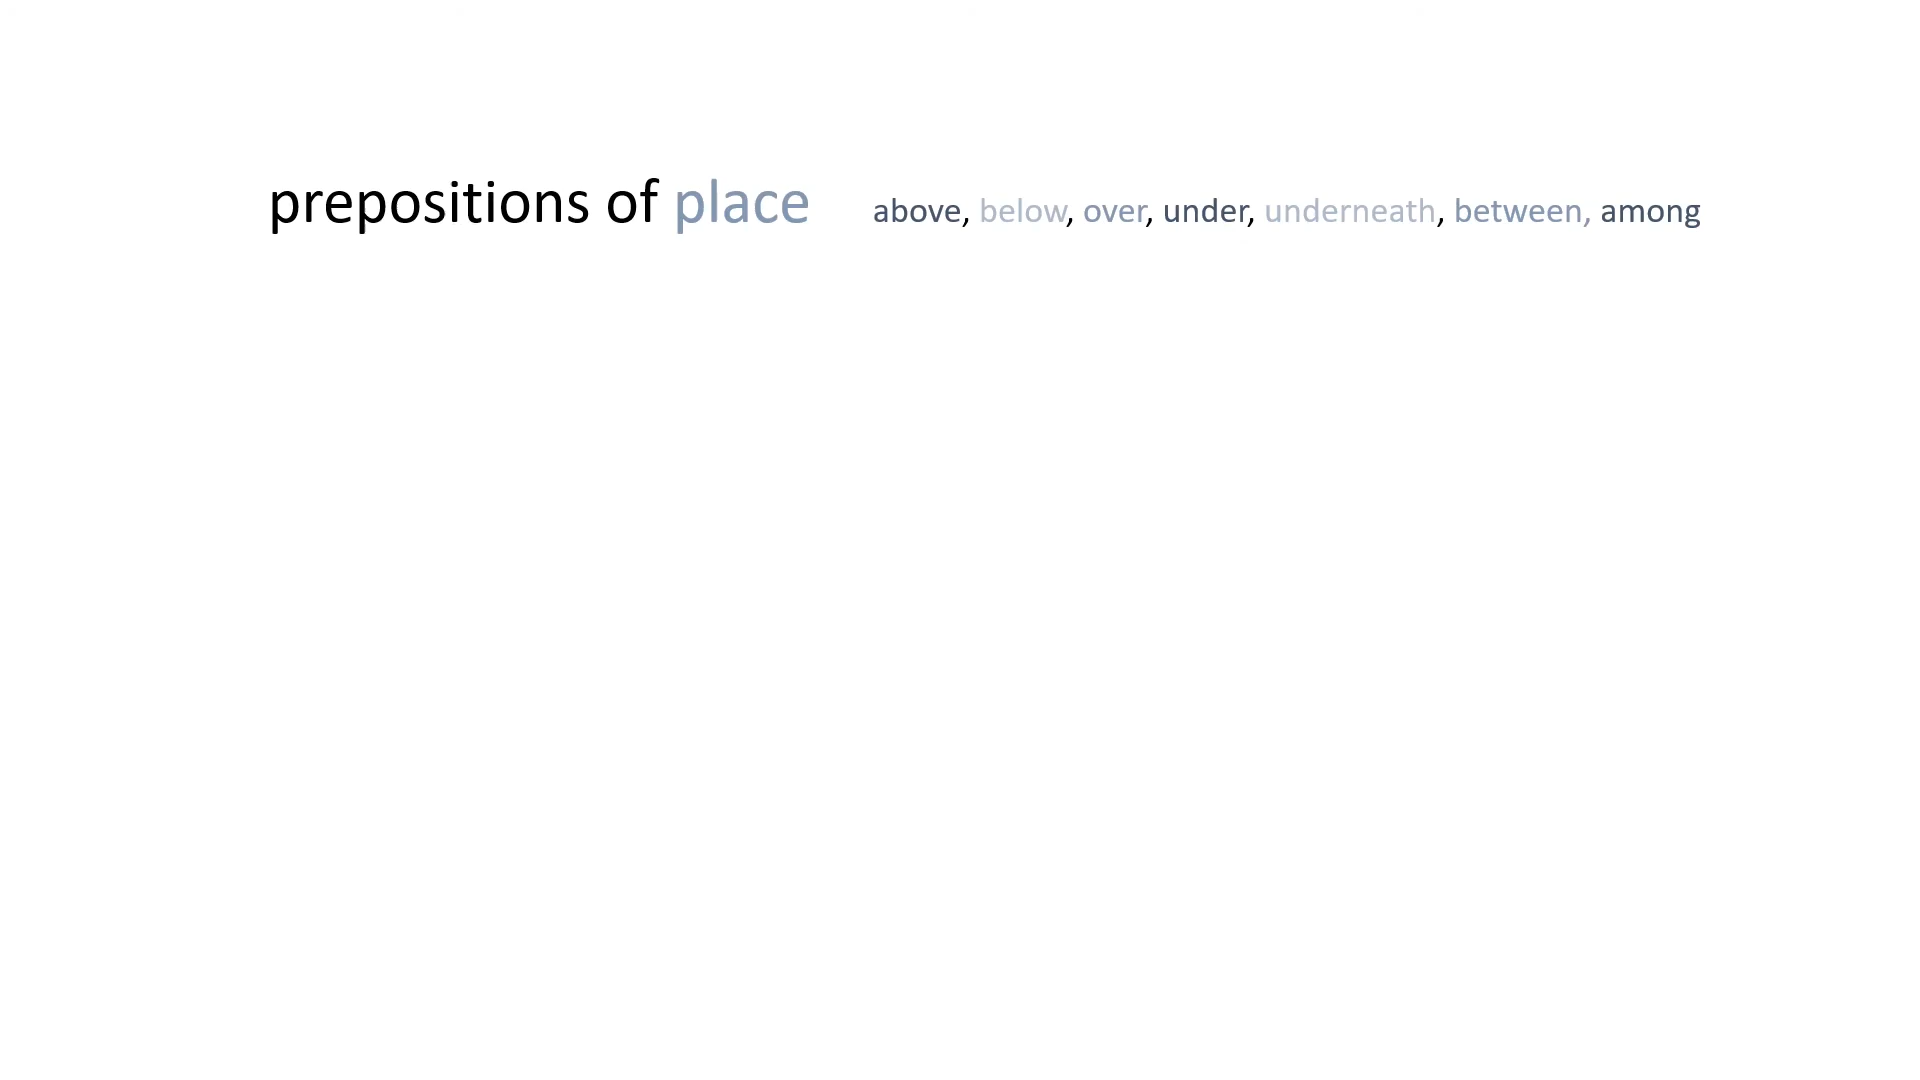 prepositions of place above, below, over, under, underneath, between, among